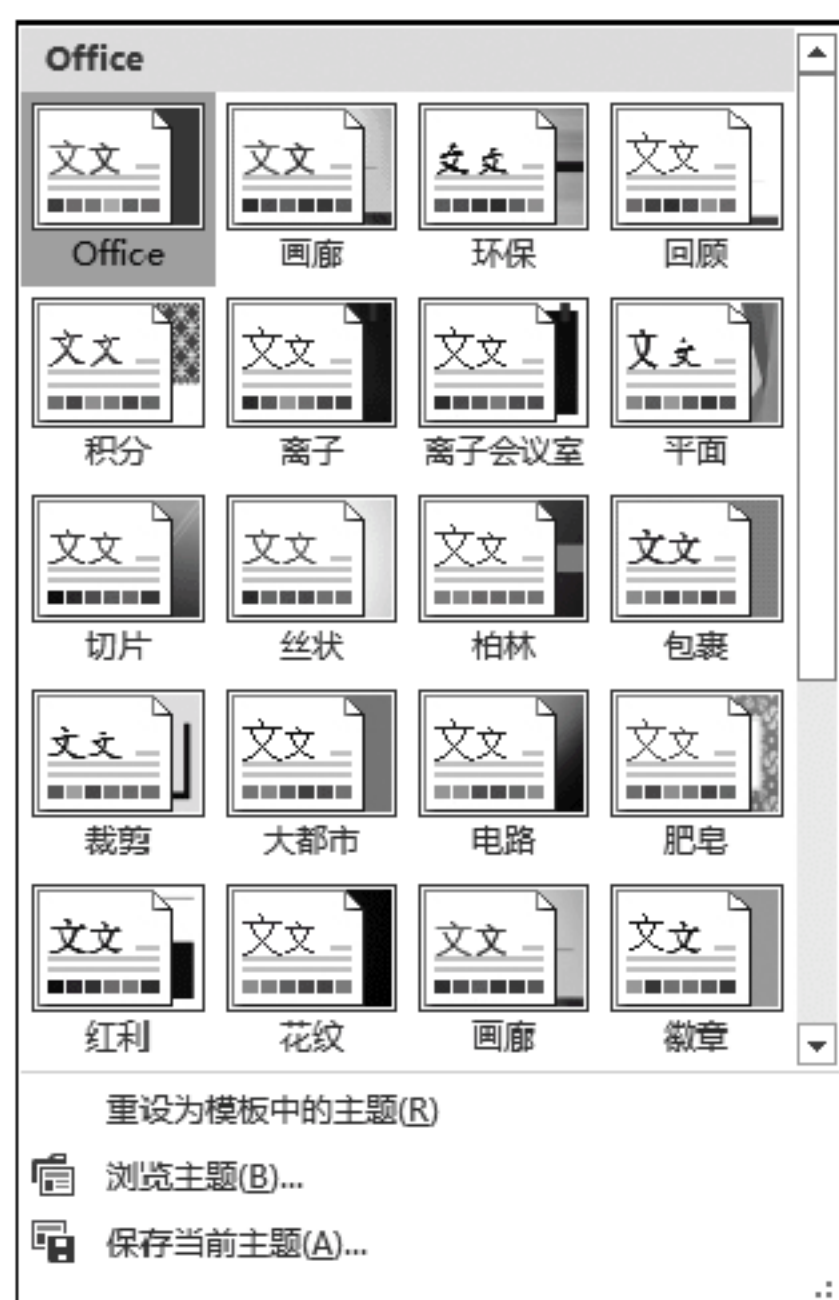 Office
文文 文文 文文 文文
Office 画廊 环保 回顾
文文 文文 文文 文文
积分 离子 离子会议室 平面
文文 文文 文文 文文
切片 丝状 柏林 包裹
文文 文文 文文 文文
裁剪 大都市 电路 肥皂
文文 文文 文文 文文
红利 花纹 画廊 徽章
重设为模板中的主题(R)
浏览主题(B)...
保存当前主题(A)...